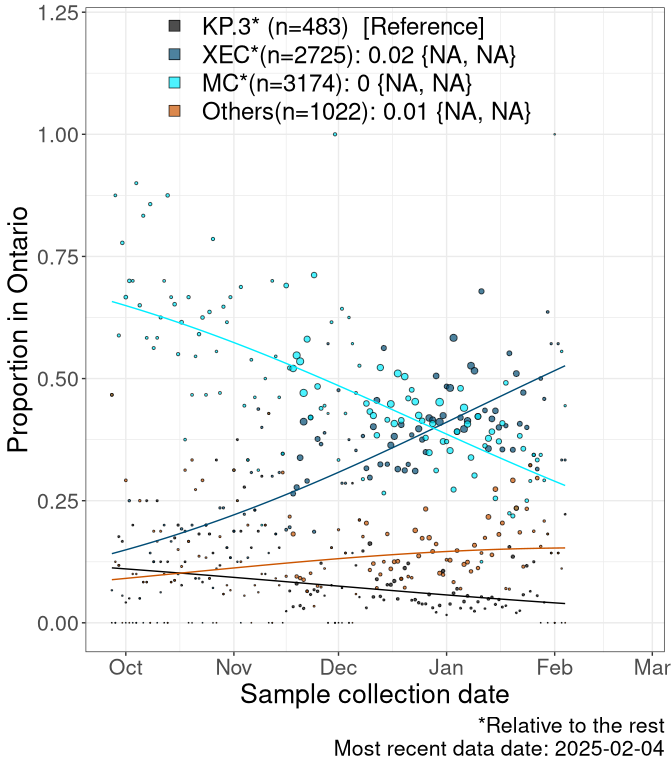 1.25
1.00
0.75
0.50
0.25
0.00
Proportion in Ontario
KP.3* (n=483)  [Reference]
XEC*(n=2725): 0.02 {NA, NA}
MC*(n=3174): 0 {NA, NA}
Others(n=1022): 0.01 {NA, NA}
Oct Nov Dec Jan Feb Mar
Sample collection date
*Relative to the rest
Most recent data date: 2025-02-04